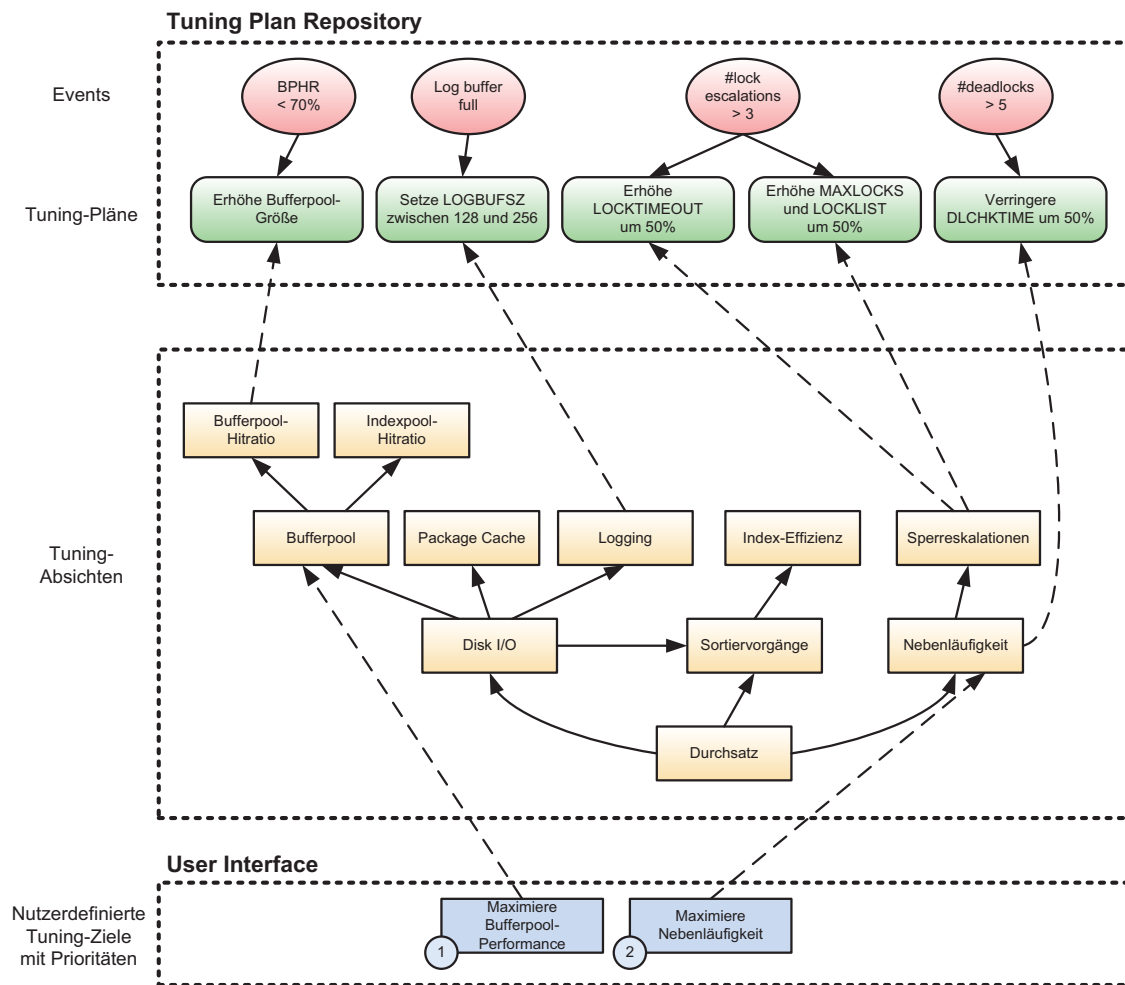 Tuning Plan Repository
Events
BPHR
< 70%
Log buffer
full
#lock
escalations
> 3
#deadlocks
> 5
Tuning-Pläne
Erhöhe Bufferpool-
Größe
Setze LOGBUFSZ
zwischen 128 und 256
Erhöhe
LOCKTIMEOUT
um 50%
Erhöhe MAXLOCKS
und LOCKLIST
um 50%
Verringere
DLCHKTIME um 50%
Bufferpool-
Hitratio
Indexpool-
Hitratio
Tuning-
Absichten
Bufferpool
Package Cache
Logging
Index-Effizienz
Sperreskalationen
Disk I/O
Sortiervorgänge
Nebenläufigkeit
Durchsatz
User Interface
Nutzerdefinierte
Tuning-Ziele
mit Prioritäten
Maximiere
Bufferpool-
Performance
1
Maximiere
Nebenläufigkeit
2